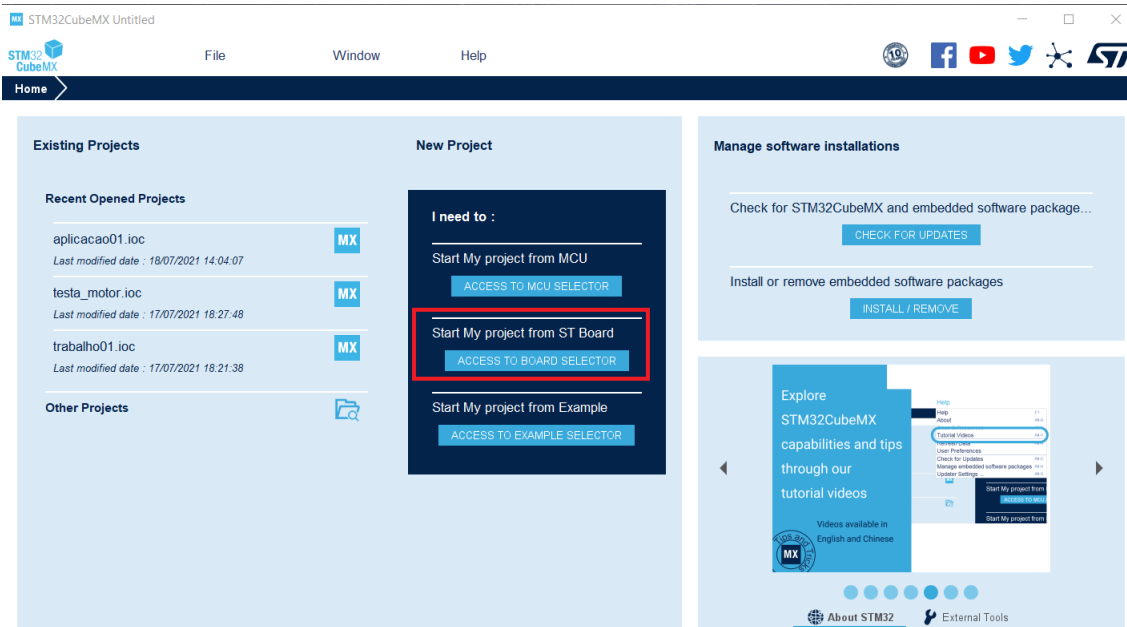 MX STM32CubeMX Untitled
STM32
CubeMX
File Window Help
10
Home
Existing Projects
Recent Opened Projects
aplicacao01.ioc
MX
Last modified date : 18/07/2021 14:04:07
testa_motor.ioc
MX
Last modified date : 17/07/2021 18:27:48
trabalho01.ioc
MX
Last modified date : 17/07/2021 18:21:38
Other Projects
New Project
I need to :
Start My project from MCU
ACCESS TO MCU SELECTOR
Start My project from ST Board
ACCESS TO BOARD SELECTOR
Start My project from Example
ACCESS TO EXAMPLE SELECTOR
Manage software installations
Check for STM32CubeMX and embedded software package...
CHECK FOR UPDATES
Install or remove embedded software packages
INSTALL / REMOVE
Explore
STM32CubeMX
capabilities and tips
through our
tutorial videos
Videos available in
English and Chinese
Tips and Tricks
MX
Help
Help
About
Tutorial Videos
User Preferences
Check for Updates
Manage embedded software packages
Updater Settings ...
Start My project from
ACCESS TO MCU
Start My project from
About STM32
External Tools